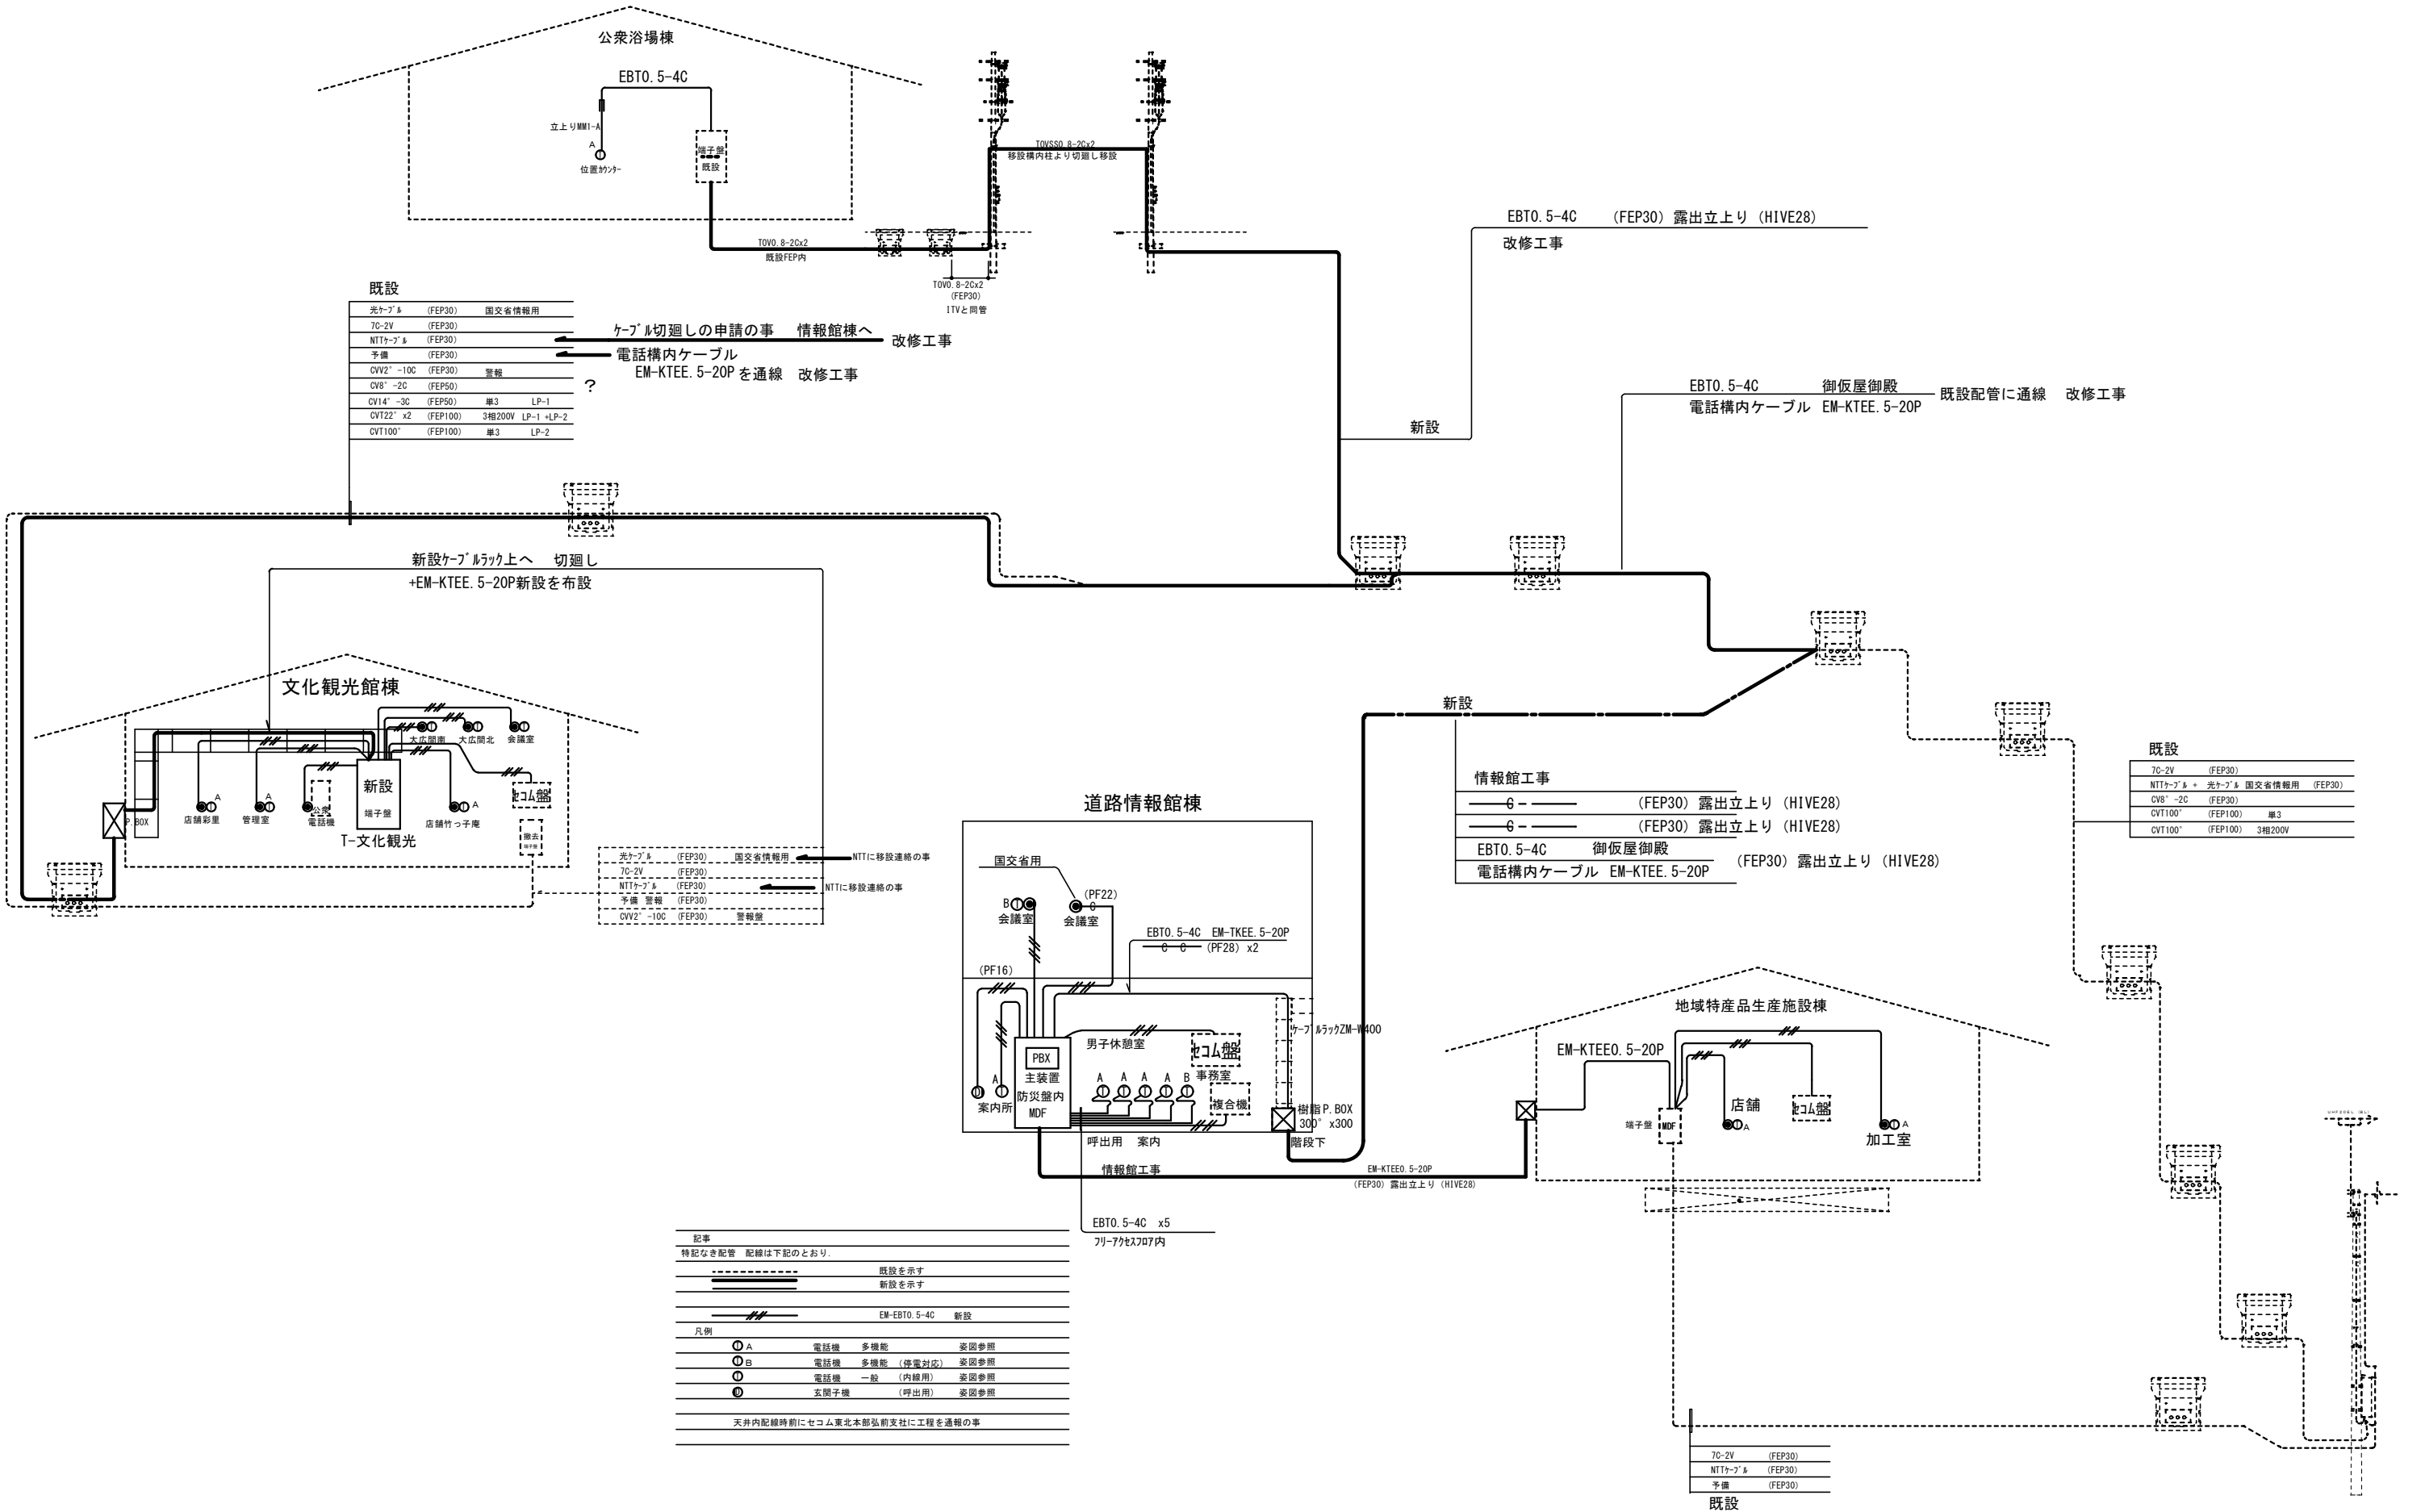 公衆浴場棟
EBT0.5-4C
立上りMM1-A
A
位置ｶｳﾝﾀｰ
端子盤
既設
TOV0.8-2Cx2
既設FEP内
TOV0.8-2Cx2
(FEP30)
ITVと同管
TOVSS0.8-2Cx2
移設構内柱より切廻し移設
EBT0.5-4C (FEP30) 露出立上り (HIVE28)
改修工事
新設
EBT0.5-4C 御仮屋御殿
電話構内ケーブル EM-KTEE.5-20P
既設配管に通線 改修工事
既設
光ｹｰﾌﾞﾙ (FEP30) 国交省情報用
7C-2V (FEP30)
NTTｹｰﾌﾞﾙ (FEP30)
予備 (FEP30)
CVV2°-10C (FEP30) 警報
CV8°-2C (FEP50)
CV14°-3C (FEP50) 単3 LP-1
CVT22°x2 (FEP100) 3相200V LP-1 +LP-2
CVT100° (FEP100) 単3 LP-2
ｹｰﾌﾞﾙ切廻しの申請の事 情報館棟へ 改修工事
電話構内ケーブル
EM-KTEE.5-20Pを通線 改修工事
?
新設ｹｰﾌﾞﾙﾗｯｸ上へ 切廻し
+EM-KTEE.5-20P新設を布設
文化観光館棟
大広間南
大広間北
会議室
新設
端子盤
T-文化観光
P.BOX
A
店舗彩里
A
管理室
公衆
電話機
A
店舗竹っ子庵
ｾｺﾑ盤
撤去
端子盤
光ｹｰﾌﾞﾙ (FEP30) 国交省情報用 NTTに移設連絡の事
7C-2V (FEP30)
NTTｹｰﾌﾞﾙ (FEP30) NTTに移設連絡の事
予備 警報 (FEP30)
CVV2°-10C (FEP30) 警報盤
道路情報館棟
国交省用
B
会議室
(PF22)
C
会議室
EBT0.5-4C EM-TKEE.5-20P
C C (PF28) x2
(PF16)
ｹｰﾌﾞﾙﾗｯｸZM-W400
男子休憩室
ｾｺﾑ盤
事務室
PBX
主装置
防災盤内
MDF
D
A
案内所
A A A A B
複合機
呼出用 案内
樹脂P.BOX
300°x300
階段下
情報館工事
EM-KTEE0.5-20P
(FEP30) 露出立上り (HIVE28)
EBT0.5-4C x5
ﾌﾘｰｱｸｾｽﾌﾛｱ内
新設
情報館工事
C - (FEP30) 露出立上り (HIVE28)
C - (FEP30) 露出立上り (HIVE28)
EBT0.5-4C 御仮屋御殿
電話構内ケーブル EM-KTEE.5-20P
(FEP30) 露出立上り (HIVE28)
既設
7C-2V (FEP30)
NTTｹｰﾌﾞﾙ + 光ｹｰﾌﾞﾙ 国交省情報用 (FEP30)
CV8°-2C (FEP30)
CVT100° (FEP100) 単3
CVT100° (FEP100) 3相200V
地域特産品生産施設棟
EM-KTEE0.5-20P
端子盤
MDF
店舗
A
ｾｺﾑ盤
A
加工室
7C-2V (FEP30)
NTTｹｰﾌﾞﾙ (FEP30)
予備 (FEP30)
既設
記事
特記なき配管 配線は下記のとおり.
既設を示す
新設を示す
EM-EBT0.5-4C 新設
凡例
A 電話機 多機能 姿図参照
B 電話機 多機能 (停電対応) 姿図参照
電話機 一般 (内線用) 姿図参照
D 玄関子機 (呼出用) 姿図参照
天井内配線時前にセコム東北本部弘前支社に工程を通報の事